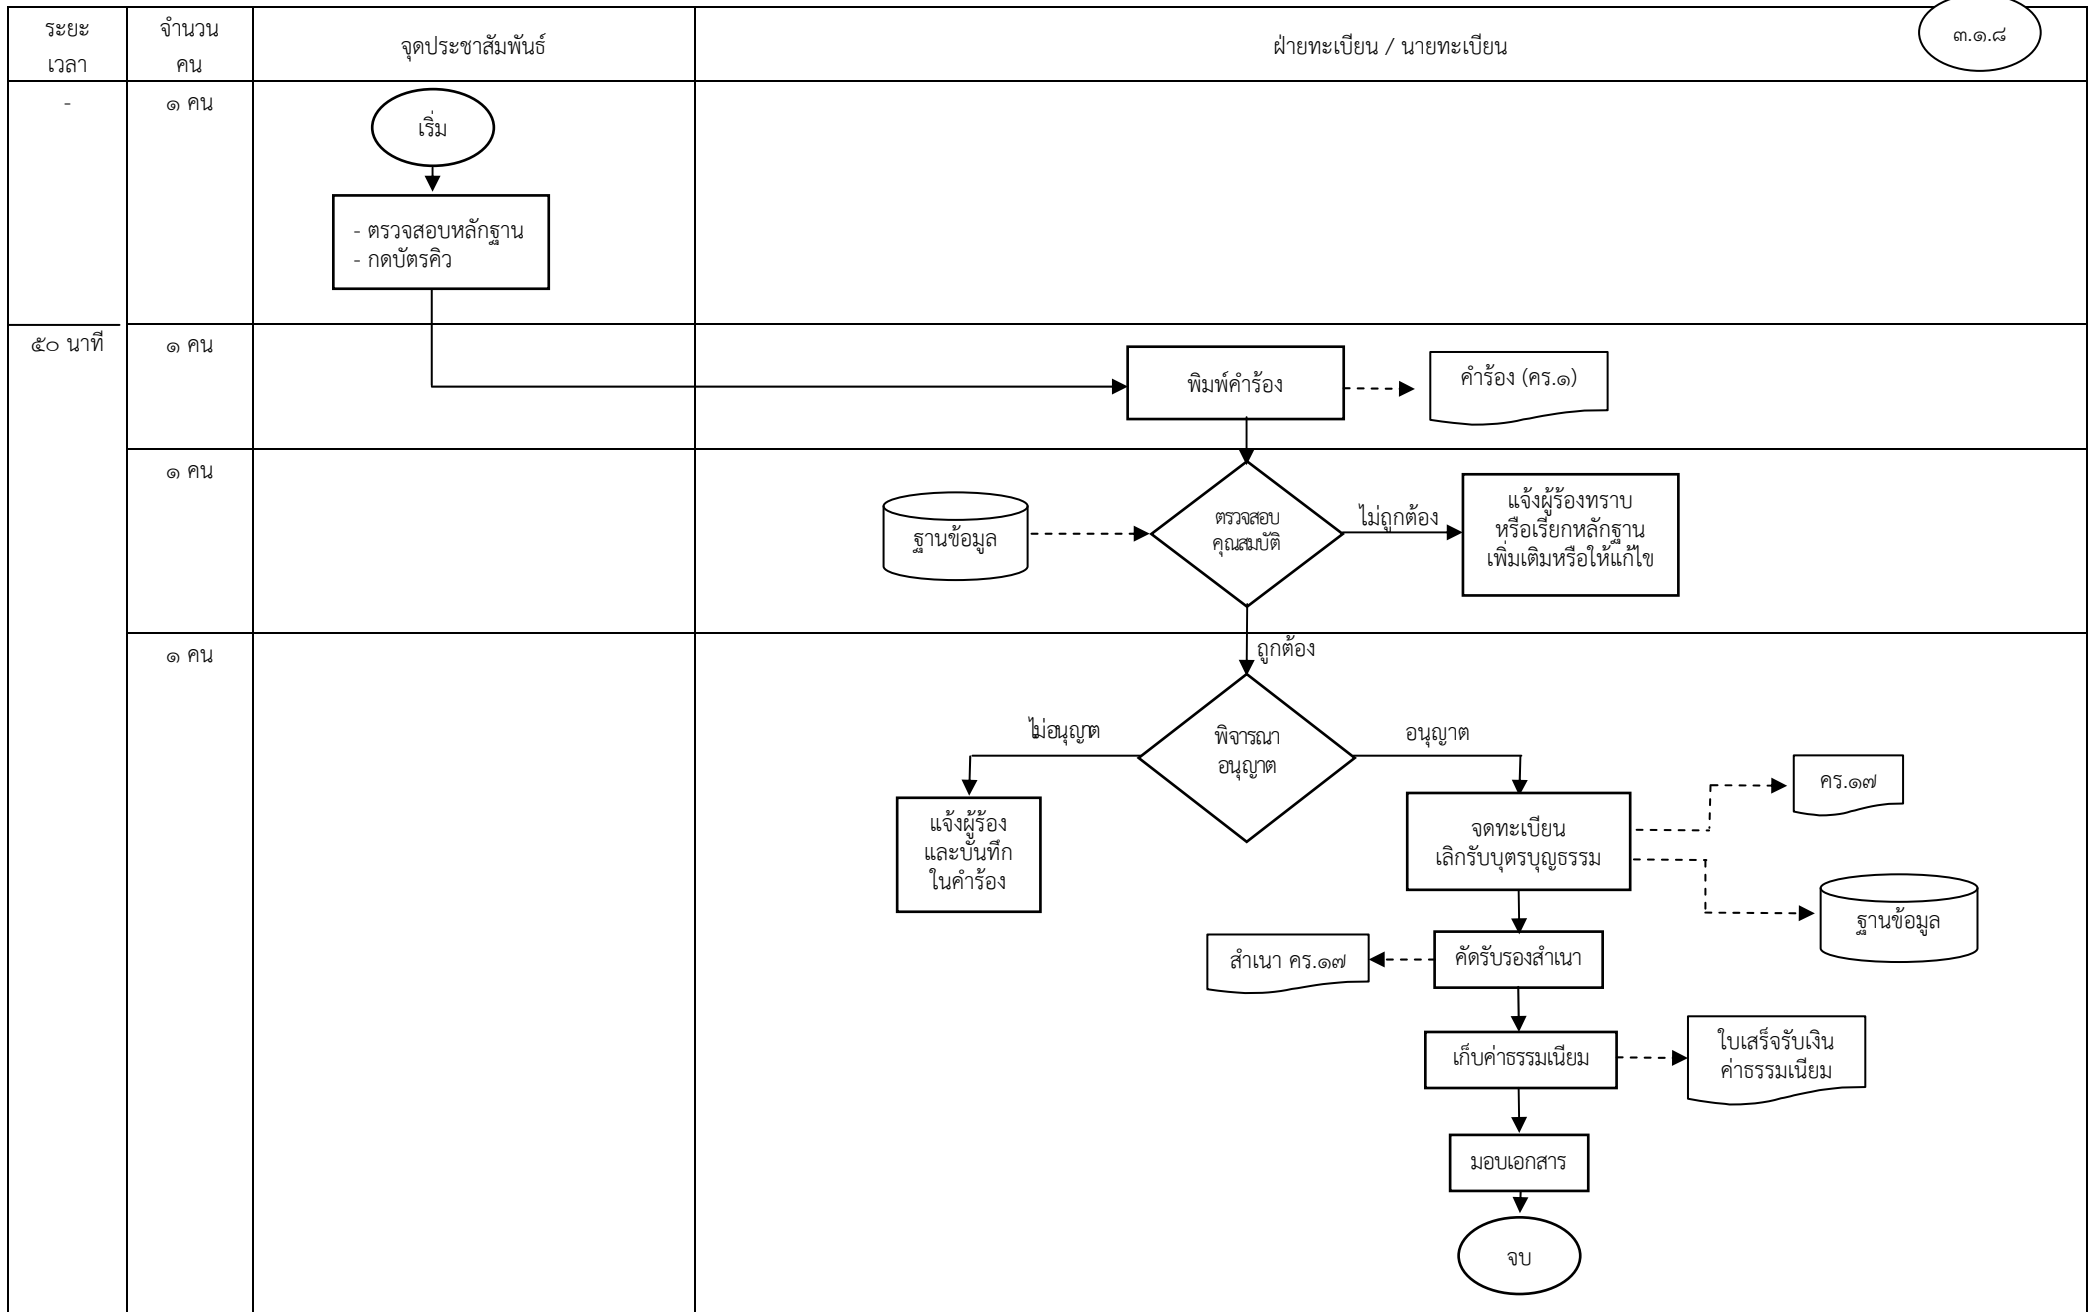 ระยะ
เวลา
จำนวน
คน
จุดประชาสัมพันธ์
ฝ่ายทะเบียน / นายทะเบียน
๓.๑.๘
-
๑ คน
เริ่ม
- ตรวจสอบหลักฐาน
- กดบัตรคิว
๕๐ นาที
๑ คน
พิมพ์คำร้อง
คำร้อง (คร.๑)
๑ คน
ฐานข้อมูล
ตรวจสอบ
คุณสมบัติ
ไม่ถูกต้อง
แจ้งผู้ร้องทราบ
หรือเรียกหลักฐาน
เพิ่มเติมหรือให้แก้ไข
๑ คน
ถูกต้อง
ไม่อนุญาต
พิจารณา
อนุญาต
อนุญาต
แจ้งผู้ร้อง
และบันทึก
ในคำร้อง
จดทะเบียน
เลิกรับบุตรบุญธรรม
คร.๑๗
ฐานข้อมูล
สำเนา คร.๑๗
คัดรับรองสำเนา
เก็บค่าธรรมเนียม
ใบเสร็จรับเงิน
ค่าธรรมเนียม
มอบเอกสาร
จบ